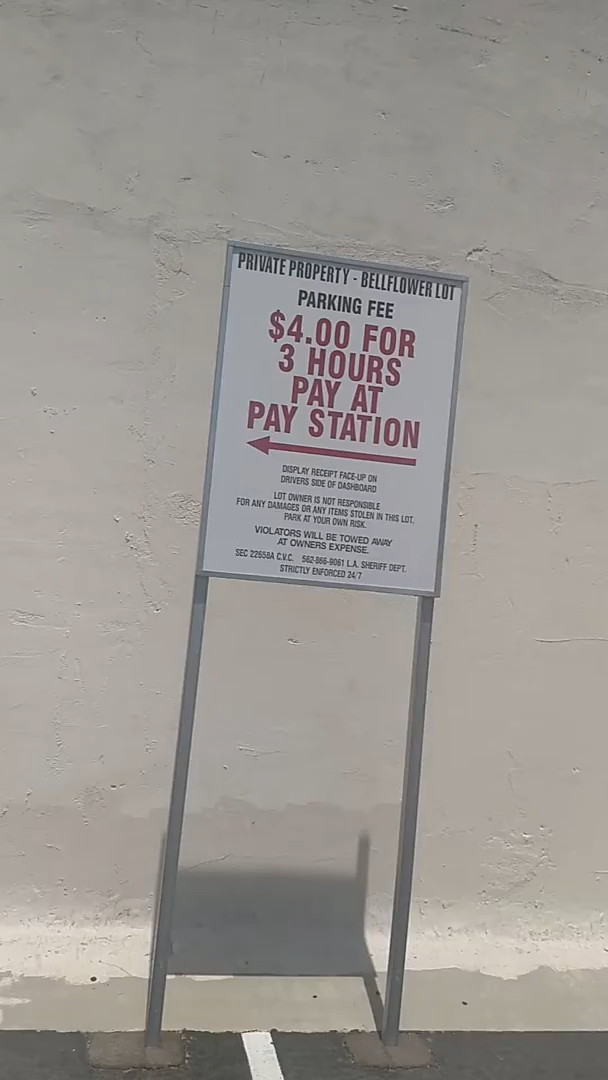 PRIVATE PROPERTY - BELLFLOWER LOT
PARKING FEE
$4.00 FOR
3 HOURS
PAY AT
PAY STATION
DISPLAY RECEIPT FACE-UP ON
DRIVERS SIDE OF DASHBOARD
LOT OWNER IS NOT RESPONSIBLE
FOR ANY DAMAGES OR ANY ITEMS STOLEN IN THIS LOT.
PARK AT YOUR OWN RISK.
VIOLATORS WILL BE TOWED AWAY
AT OWNERS EXPENSE.
SEC 22658A C.V.C. 562-866-9061 L.A. SHERIFF DEPT.
STRICTLY ENFORCED 24/7